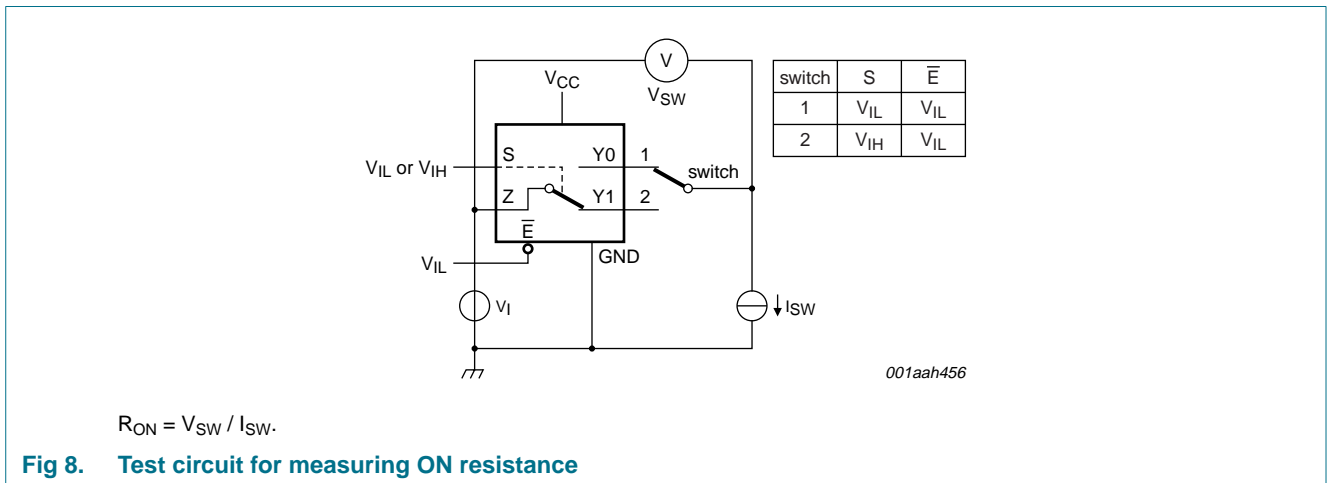 V
VSW
VCC
switch S E̅
1 VIL VIL
2 VIH VIL
VIL or VIH
S Y0 1
switch
Z Y1 2
E̅
GND
VIL
VI
ISW
001aah456
RON = VSW / ISW.
Fig 8. Test circuit for measuring ON resistance